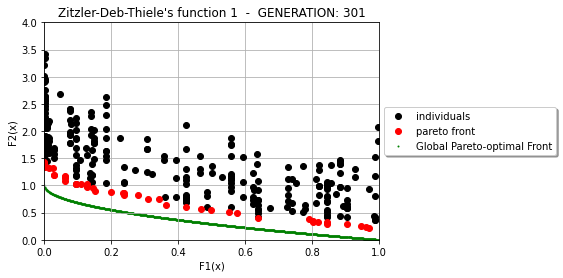 Zitzler-Deb-Thiele's function 1 - GENERATION: 301
4.0
3.5
3.0
2.5
2.0
1.5
1.0
0.5
0.0
F2(x)
0.0 0.2 0.4 0.6 0.8 1.0
F1(x)
individuals
pareto front
Global Pareto-optimal Front